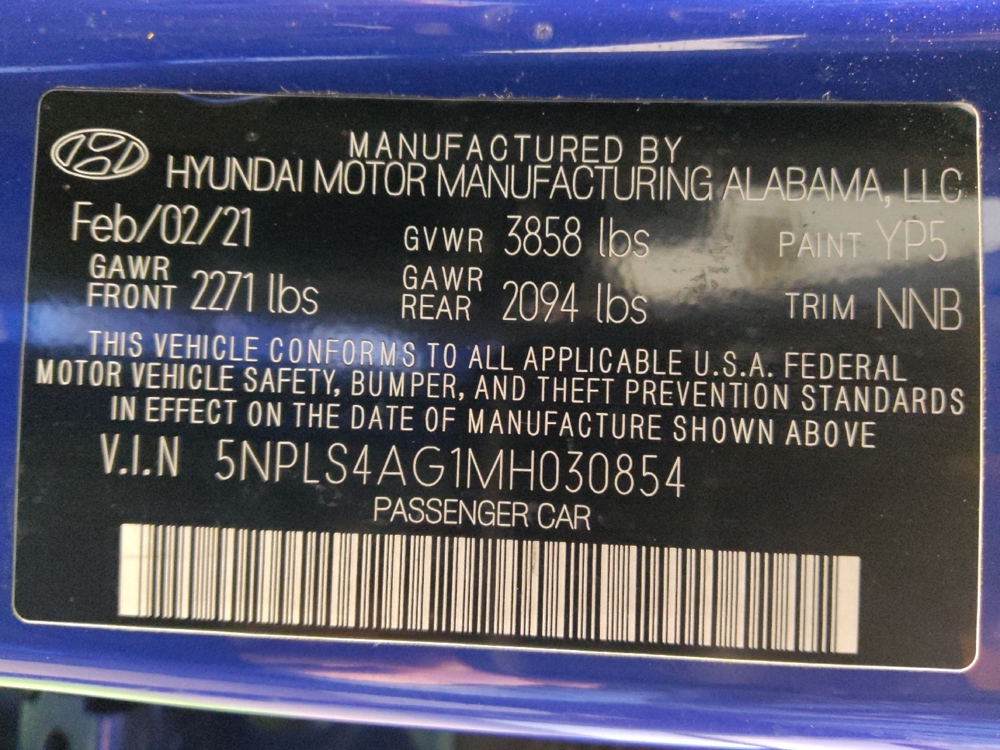 MANUFACTURED BY
HYUNDAI MOTOR MANUFACTURING ALABAMA, LLC
Feb/02/21 GVWR 3858 lbs PAINT YP5
GAWR FRONT 2271 lbs GAWR REAR 2094 lbs TRIM NNB
THIS VEHICLE CONFORMS TO ALL APPLICABLE U.S.A. FEDERAL
MOTOR VEHICLE SAFETY, BUMPER, AND THEFT PREVENTION STANDARDS
IN EFFECT ON THE DATE OF MANUFACTURE SHOWN ABOVE
V.I.N 5NPLS4AG1MH030854
PASSENGER CAR